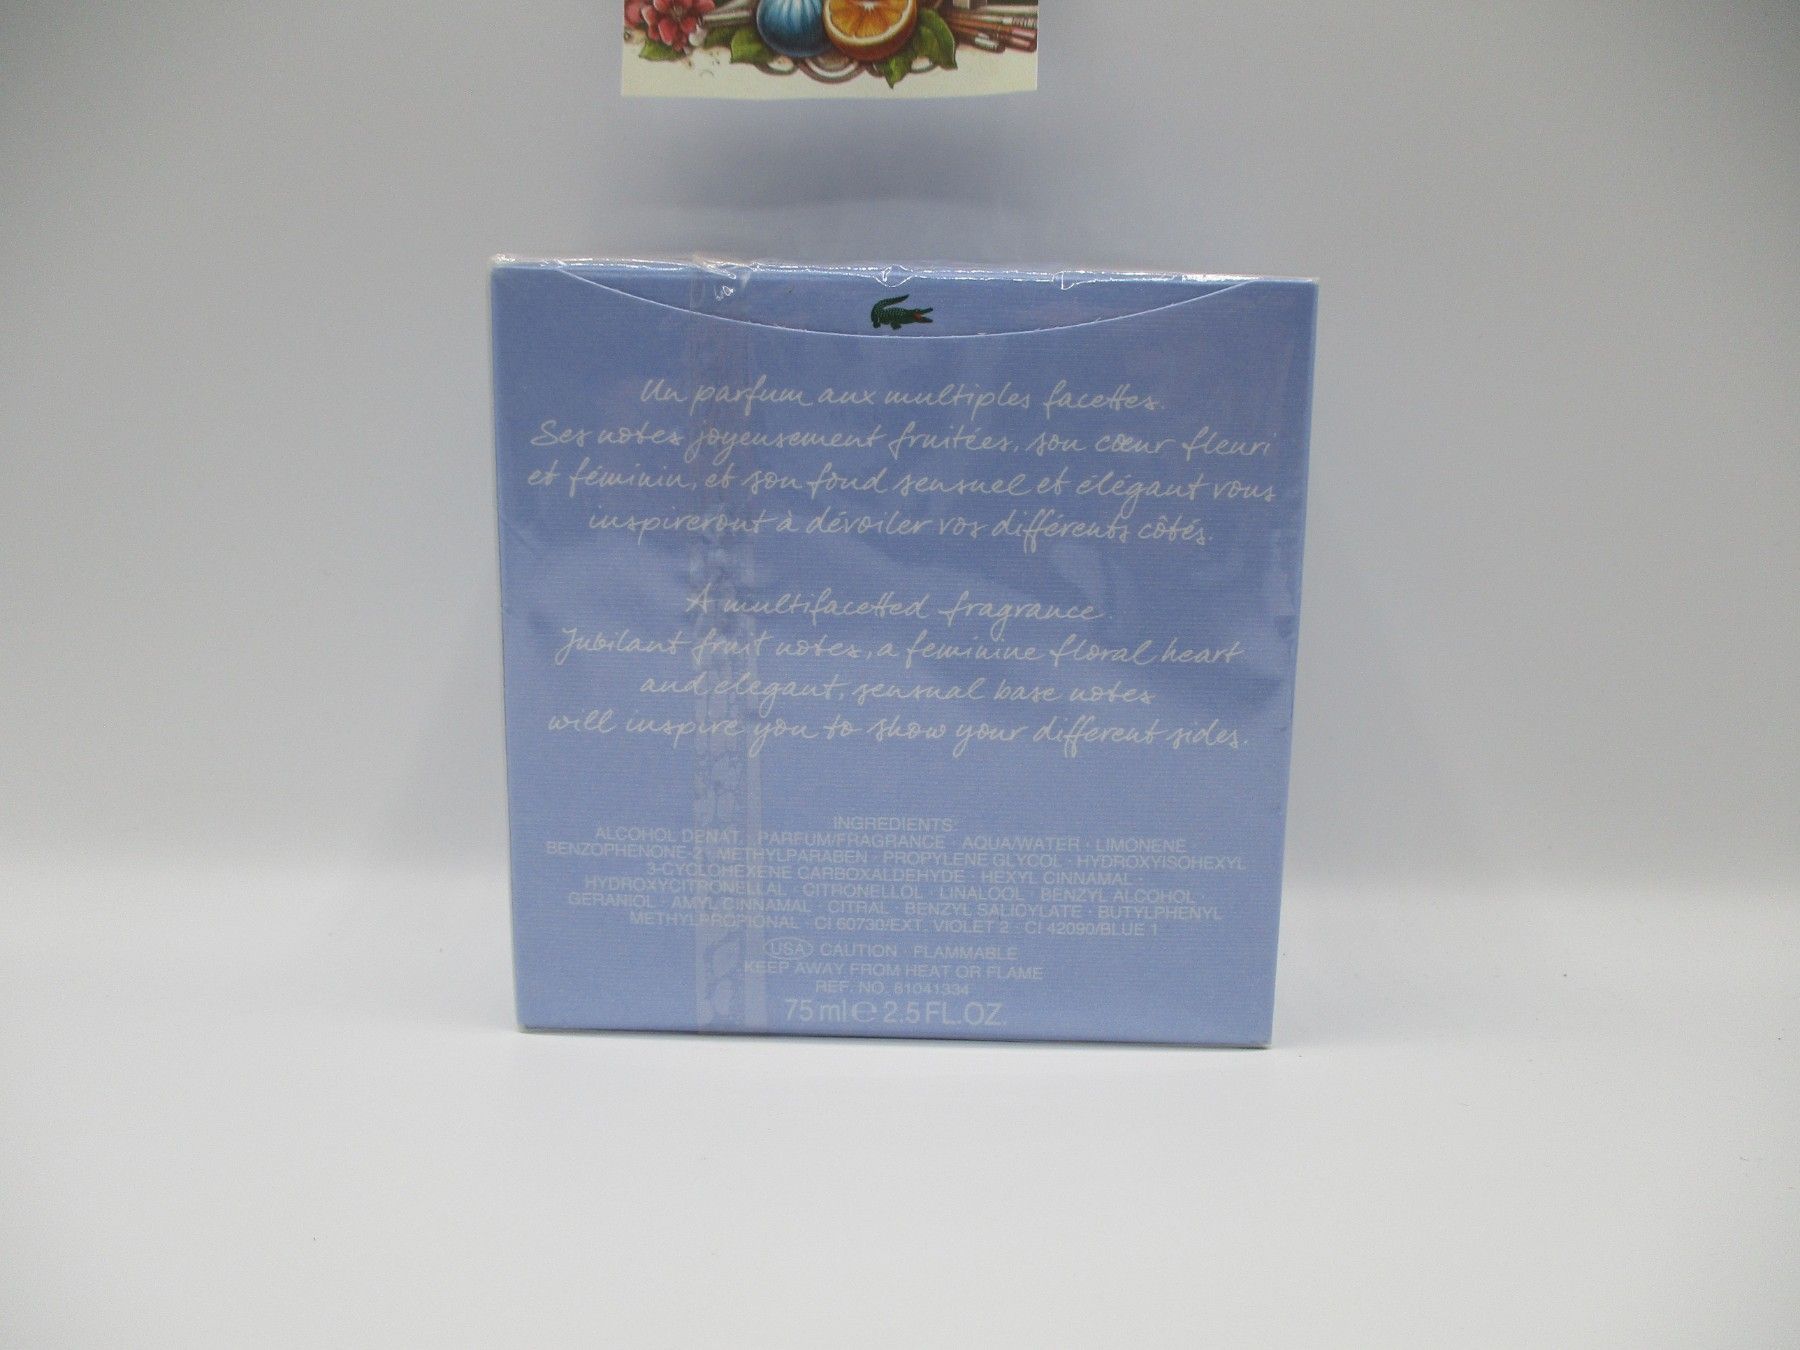 Un parfum aux multiples facettes.
Ses notes joyeusement fruitées, son cœur fleuri
et féminin, et son fond sensuel et élégant vous
inspireront à dévoiler vos différents côtés.
A multifacetted fragrance.
Jubilant fruit notes, a feminine floral heart
and elegant, sensual base notes
will inspire you to show your different sides.
INGREDIENTS:
ALCOHOL DENAT. · PARFUM/FRAGRANCE · AQUA/WATER · LIMONENE
BENZOPHENONE-2 · METHYLPARABEN · PROPYLENE GLYCOL · HYDROXYISOHEXYL
3-CYCLOHEXENE CARBOXALDEHYDE · HEXYL CINNAMAL ·
HYDROXYCITRONELLAL · CITRONELLOL · LINALOOL · BENZYL ALCOHOL ·
GERANIOL · AMYL CINNAMAL · CITRAL · BENZYL SALICYLATE · BUTYLPHENYL
METHYLPROPIONAL · CI 60730/EXT. VIOLET 2 · CI 42090/BLUE 1
USA CAUTION · FLAMMABLE
KEEP AWAY FROM HEAT OR FLAME
REF. NO. 81041334
75 ml e 2.5 FL.OZ.